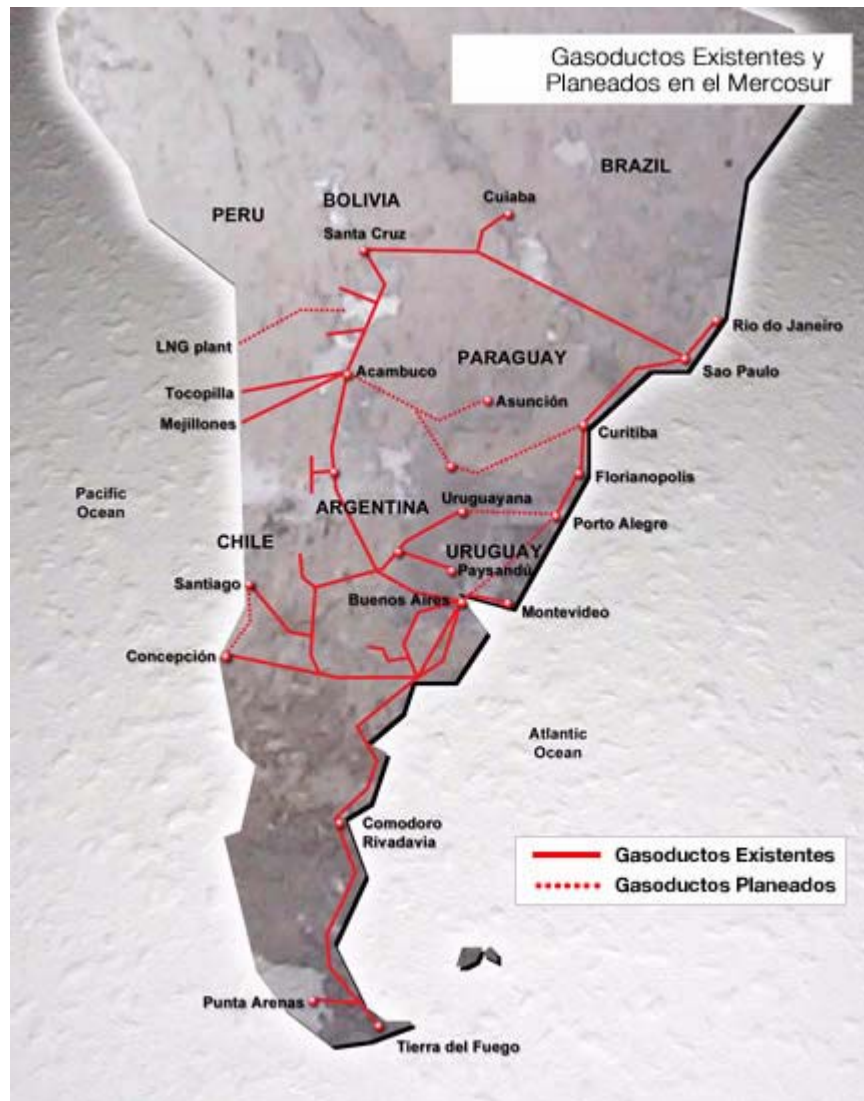 Gasoductos Existentes y
Planeados en el Mercosur
BRAZIL
Cuiaba
BOLIVIA
PERU
Santa Cruz
Rio do Janeiro
LNG plant
PARAGUAY
Sao Paulo
Acambuco
Tocopilla
Asunción
Mejillones
Curitiba
Florianopolis
Pacific
Ocean
Uruguayana
ARGENTINA
Porto Alegre
CHILE
URUGUAY
Paysandú
Santiago
Buenos Aires
Montevideo
Concepción
Atlantic
Ocean
Comodoro
Rivadavia
Gasoductos Existentes
Gasoductos Planeados
Punta Arenas
Tierra del Fuego